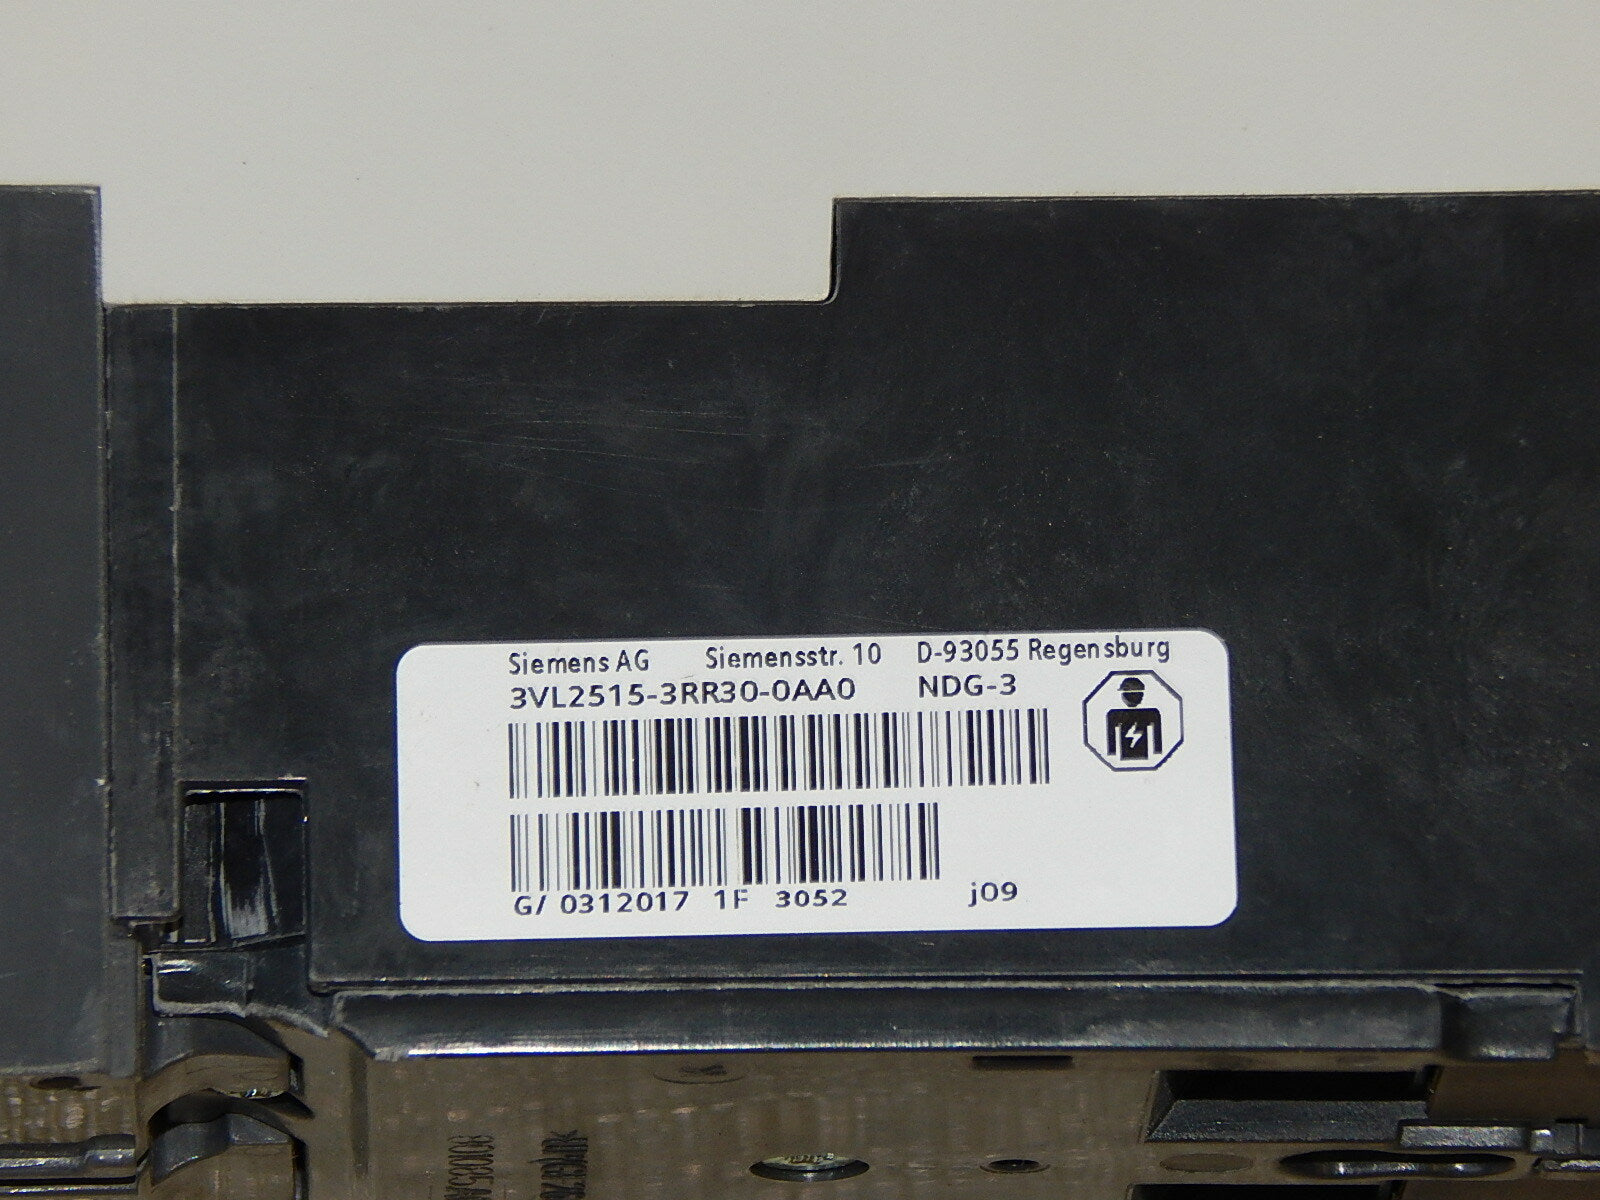 Siemens AG Siemensstr. 10 D-93055 Regensburg
3VL2515-3RR30-0AA0 NDG-3
G/ 0312017 1F 3052 j09